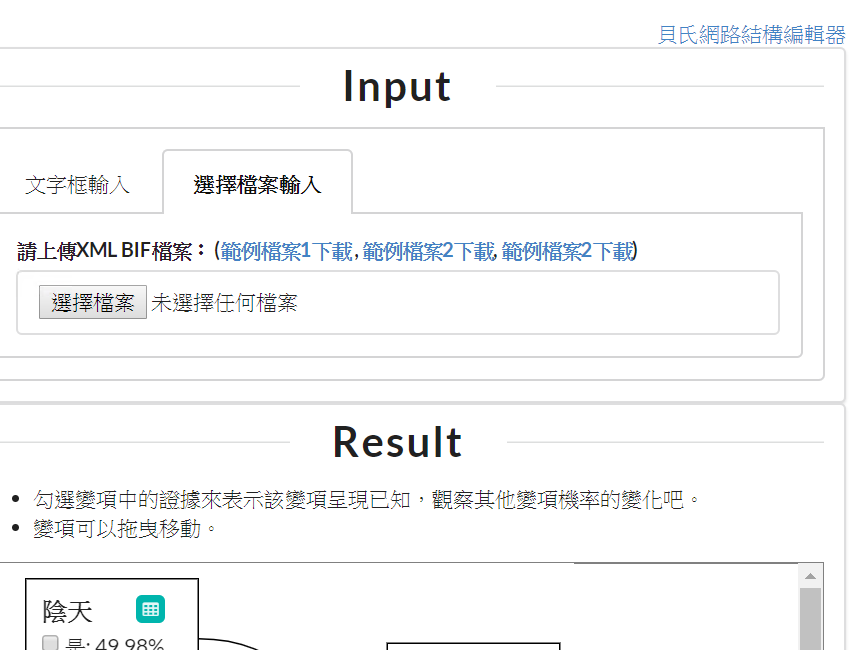 貝氏網路結構編輯器
Input
文字框輸入
選擇檔案輸入
請上傳XML BIF檔案：(範例檔案1下載, 範例檔案2下載, 範例檔案2下載)
選擇檔案 未選擇任何檔案
Result
• 勾選變項中的證據來表示該變項呈現已知，觀察其他變項機率的變化吧。
• 變項可以拖曳移動。
陰天
是: 49.98%